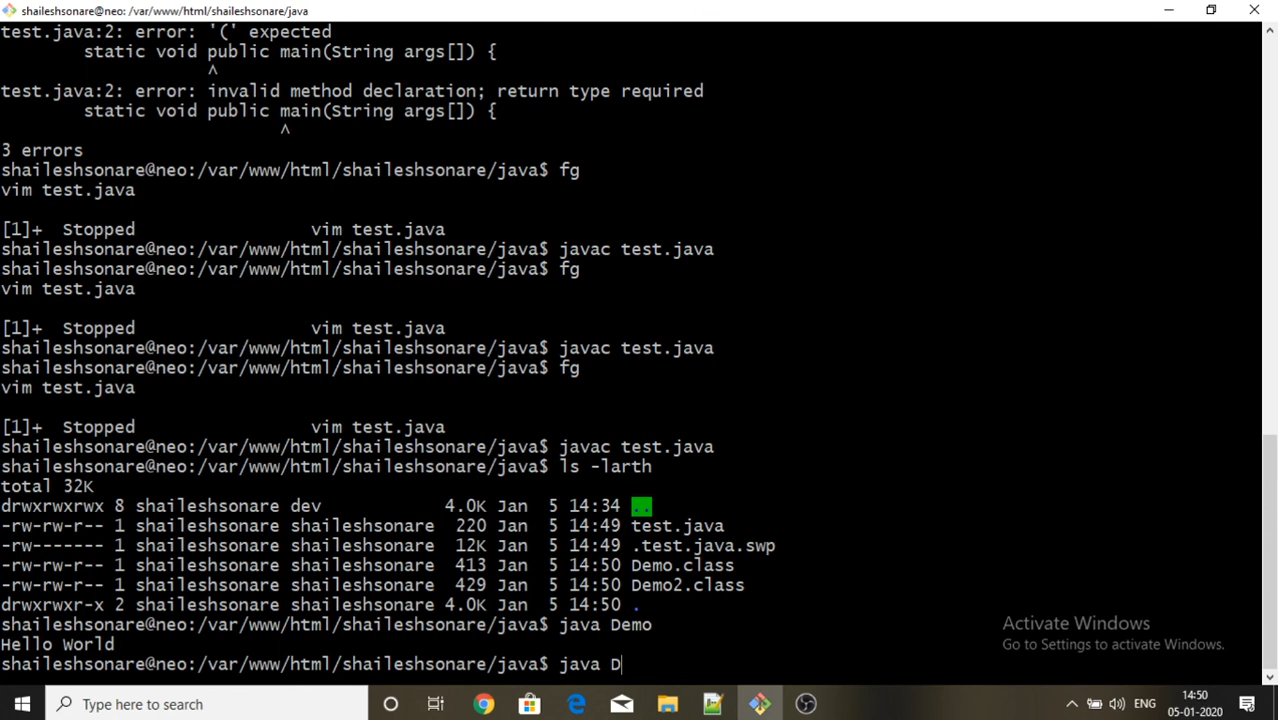 shaileshsonare@neo: /var/www/html/shaileshsonare/java
test.java:2: error: '(' expected
static void public main(String args[]) {
^
test.java:2: error: invalid method declaration; return type required
static void public main(String args[]) {
^
3 errors
shaileshsonare@neo:/var/www/html/shaileshsonare/java$ fg
vim test.java
[1]+  Stopped                 vim test.java
shaileshsonare@neo:/var/www/html/shaileshsonare/java$ javac test.java
shaileshsonare@neo:/var/www/html/shaileshsonare/java$ fg
vim test.java
[1]+  Stopped                 vim test.java
shaileshsonare@neo:/var/www/html/shaileshsonare/java$ javac test.java
shaileshsonare@neo:/var/www/html/shaileshsonare/java$ fg
vim test.java
[1]+  Stopped                 vim test.java
shaileshsonare@neo:/var/www/html/shaileshsonare/java$ javac test.java
shaileshsonare@neo:/var/www/html/shaileshsonare/java$ ls -larth
total 32K
drwxrwxrwx 8 shaileshsonare dev            4.0K Jan  5 14:34 ..
-rw-rw-r-- 1 shaileshsonare shaileshsonare  220 Jan  5 14:49 test.java
-rw------- 1 shaileshsonare shaileshsonare  12K Jan  5 14:49 .test.java.swp
-rw-rw-r-- 1 shaileshsonare shaileshsonare  413 Jan  5 14:50 Demo.class
-rw-rw-r-- 1 shaileshsonare shaileshsonare  429 Jan  5 14:50 Demo2.class
drwxrwxr-x 2 shaileshsonare shaileshsonare 4.0K Jan  5 14:50 .
shaileshsonare@neo:/var/www/html/shaileshsonare/java$ java Demo
Hello World
shaileshsonare@neo:/var/www/html/shaileshsonare/java$ java D
Activate Windows
Go to Settings to activate Windows.
Type here to search
ENG
14:50
05-01-2020